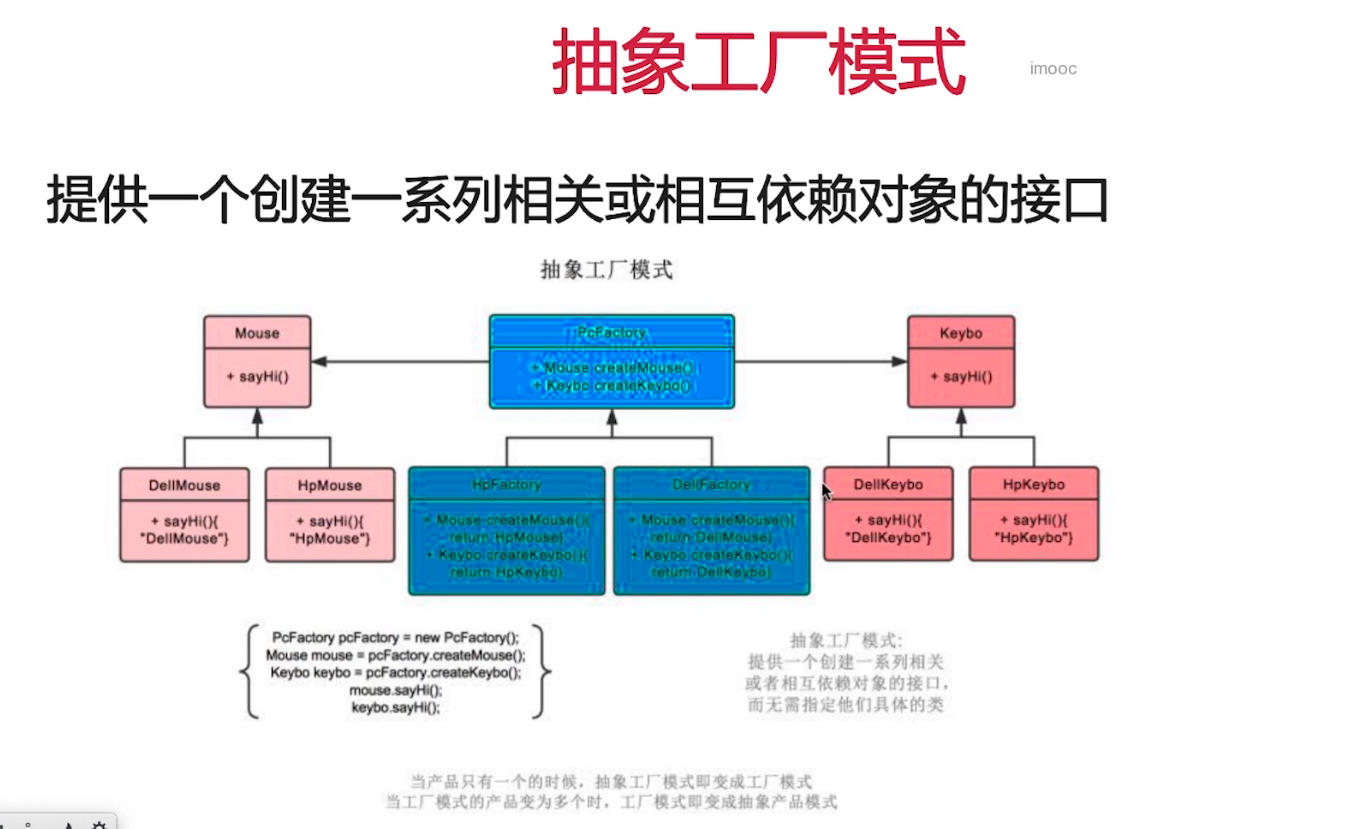 抽象工厂模式
imooc
提供一个创建一系列相关或相互依赖对象的接口
抽象工厂模式
Mouse
+ sayHi()
PcFactory
+ Mouse createMouse()
+ Keybo createKeybo()
Keybo
+ sayHi()
DellMouse
+ sayHi(){
"DellMouse"}
HpMouse
+ sayHi(){
"HpMouse"}
HpFactory
+ Mouse createMouse(){
return HpMouse}
+ Keybo createKeybo(){
return HpKeybo}
DellFactory
+ Mouse createMouse(){
return DellMouse}
+ Keybo createKeybo(){
return DellKeybo}
DellKeybo
+ sayHi(){
"DellKeybo"}
HpKeybo
+ sayHi(){
"HpKeybo"}
PcFactory pcFactory = new PcFactory();
Mouse mouse = pcFactory.createMouse();
Keybo keybo = pcFactory.createKeybo();
mouse.sayHi();
keybo.sayHi();
抽象工厂模式:
提供一个创建一系列相关
或者相互依赖对象的接口,
而无需指定他们具体的类
当产品只有一个的时候，抽象工厂模式即变成工厂模式
当工厂模式的产品变为多个时，工厂模式即变成抽象产品模式